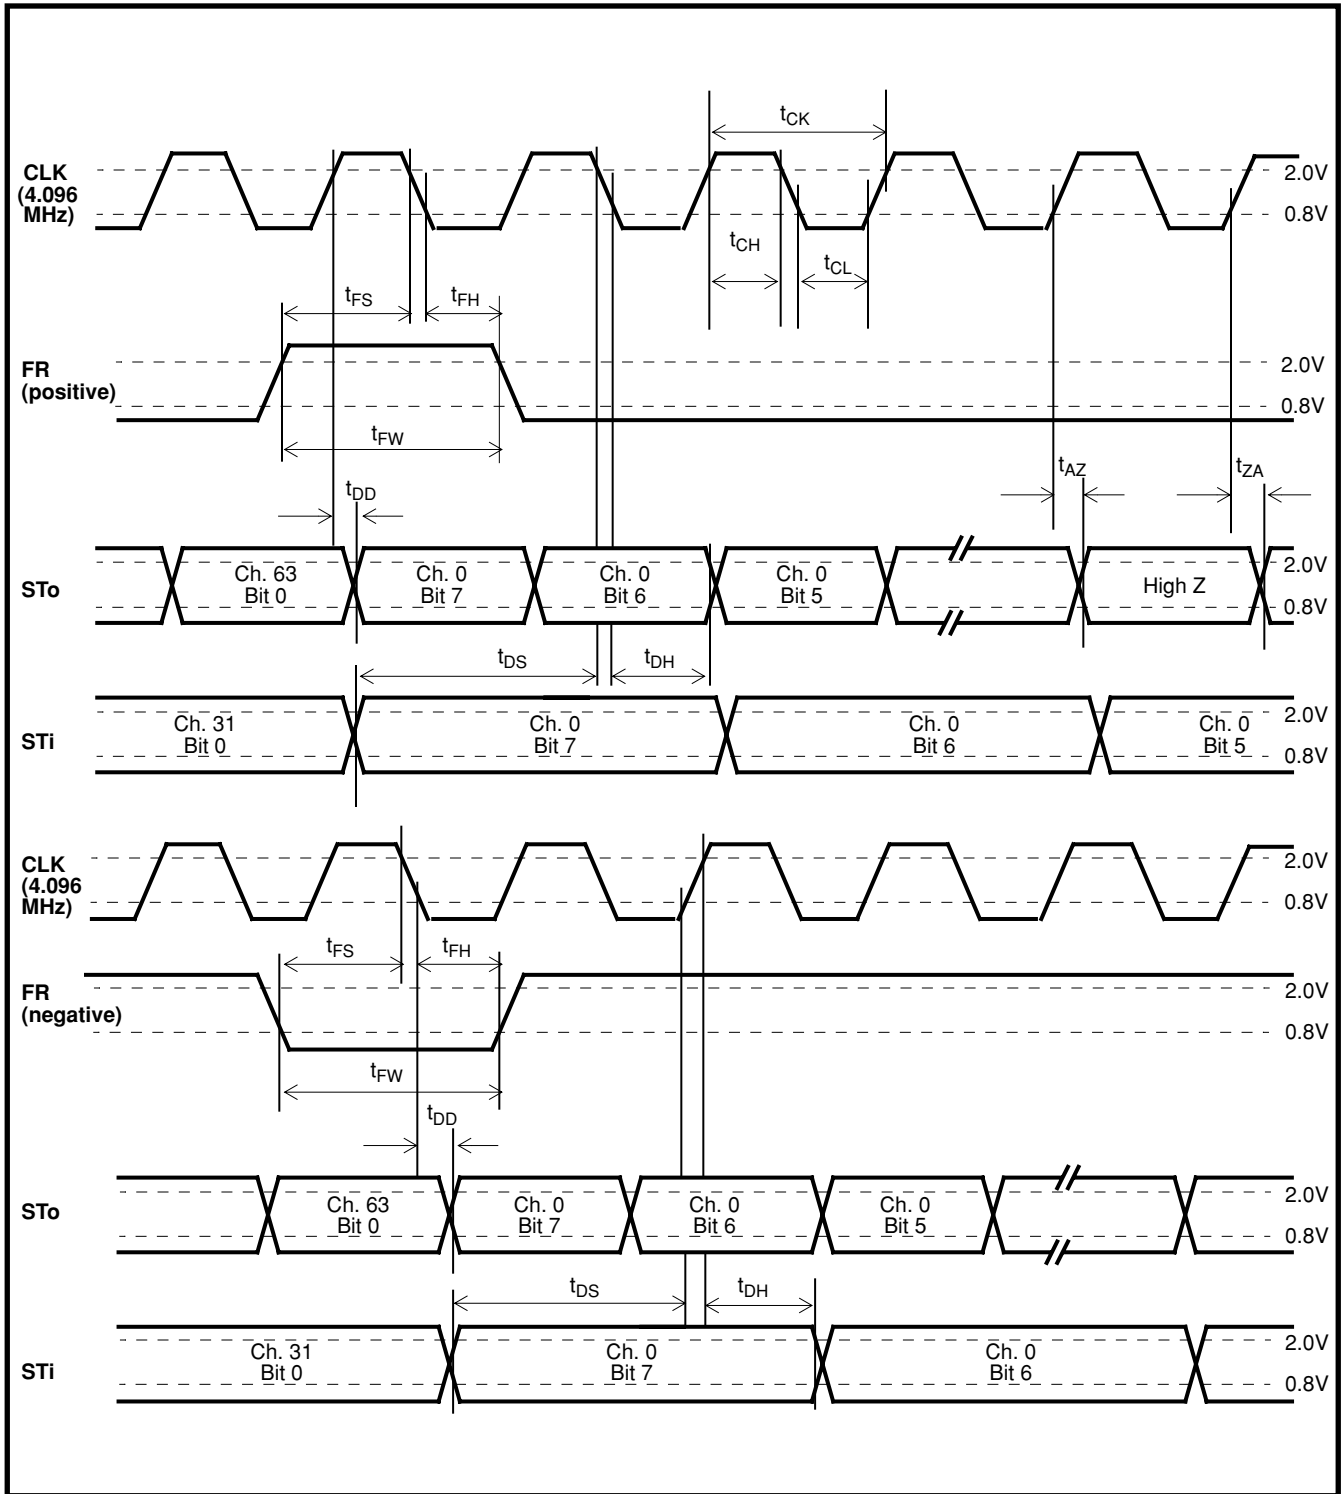 tCK
CLK
(4.096
MHz)
2.0V
0.8V
tCH
tCL
tFS
tFH
FR
(positive)
2.0V
0.8V
tFW
tAZ
tZA
tDD
STo
Ch. 63
Bit 0
Ch. 0
Bit 7
Ch. 0
Bit 6
Ch. 0
Bit 5
High Z
2.0V
0.8V
tDS
tDH
STi
Ch. 31
Bit 0
Ch. 0
Bit 7
Ch. 0
Bit 6
Ch. 0
Bit 5
2.0V
0.8V
CLK
(4.096
MHz)
2.0V
0.8V
tFS
tFH
FR
(negative)
2.0V
0.8V
tFW
tDD
STo
Ch. 63
Bit 0
Ch. 0
Bit 7
Ch. 0
Bit 6
Ch. 0
Bit 5
2.0V
0.8V
tDS
tDH
STi
Ch. 31
Bit 0
Ch. 0
Bit 7
Ch. 0
Bit 6
2.0V
0.8V